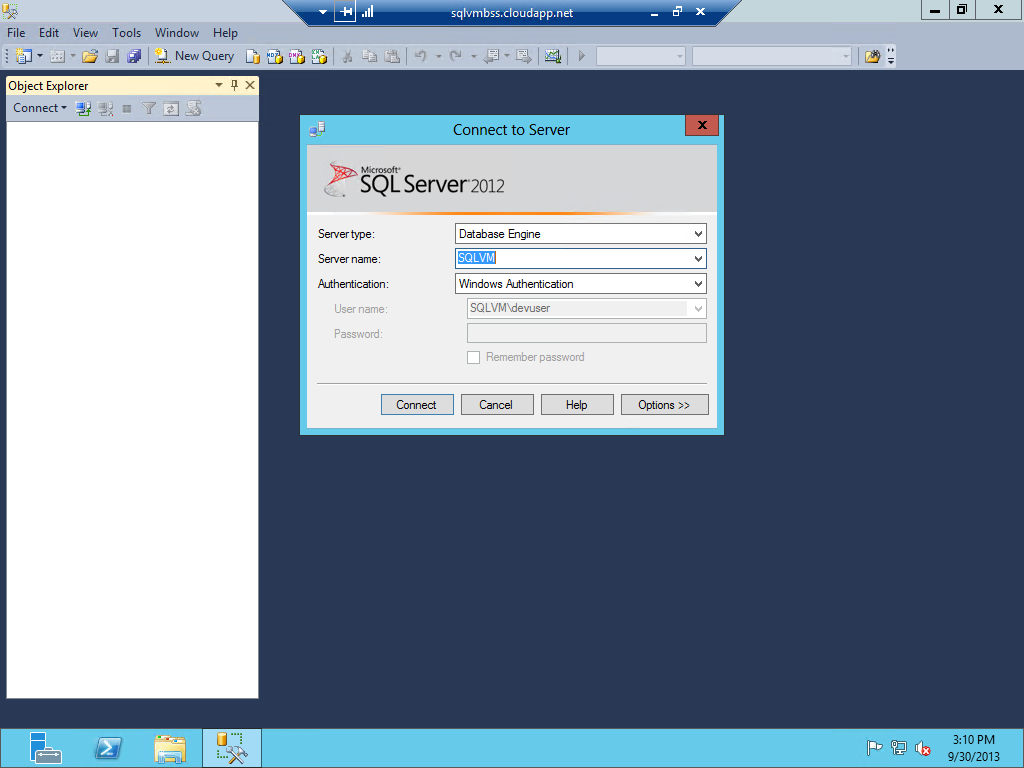 sqlvmbss.cloudapp.net
File Edit View Tools Window Help
New Query
Object Explorer
Connect
Connect to Server
Microsoft®
SQL Server® 2012
Server type: Database Engine
Server name: SQLVM
Authentication: Windows Authentication
User name: SQLVM\devuser
Password:
Remember password
Connect Cancel Help Options >>
3:10 PM
9/30/2013